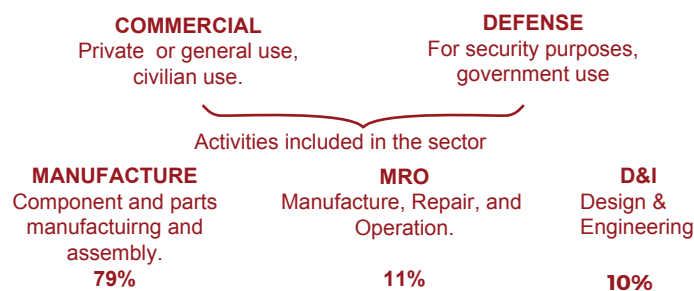 COMMERCIAL
Private or general use,
civilian use.
DEFENSE
For security purposes,
government use
Activities included in the sector
MANUFACTURE
Component and parts
manufactuirng and
assembly.
79%
MRO
Manufacture, Repair, and
Operation.
11%
D&I
Design &
Engineering
10%